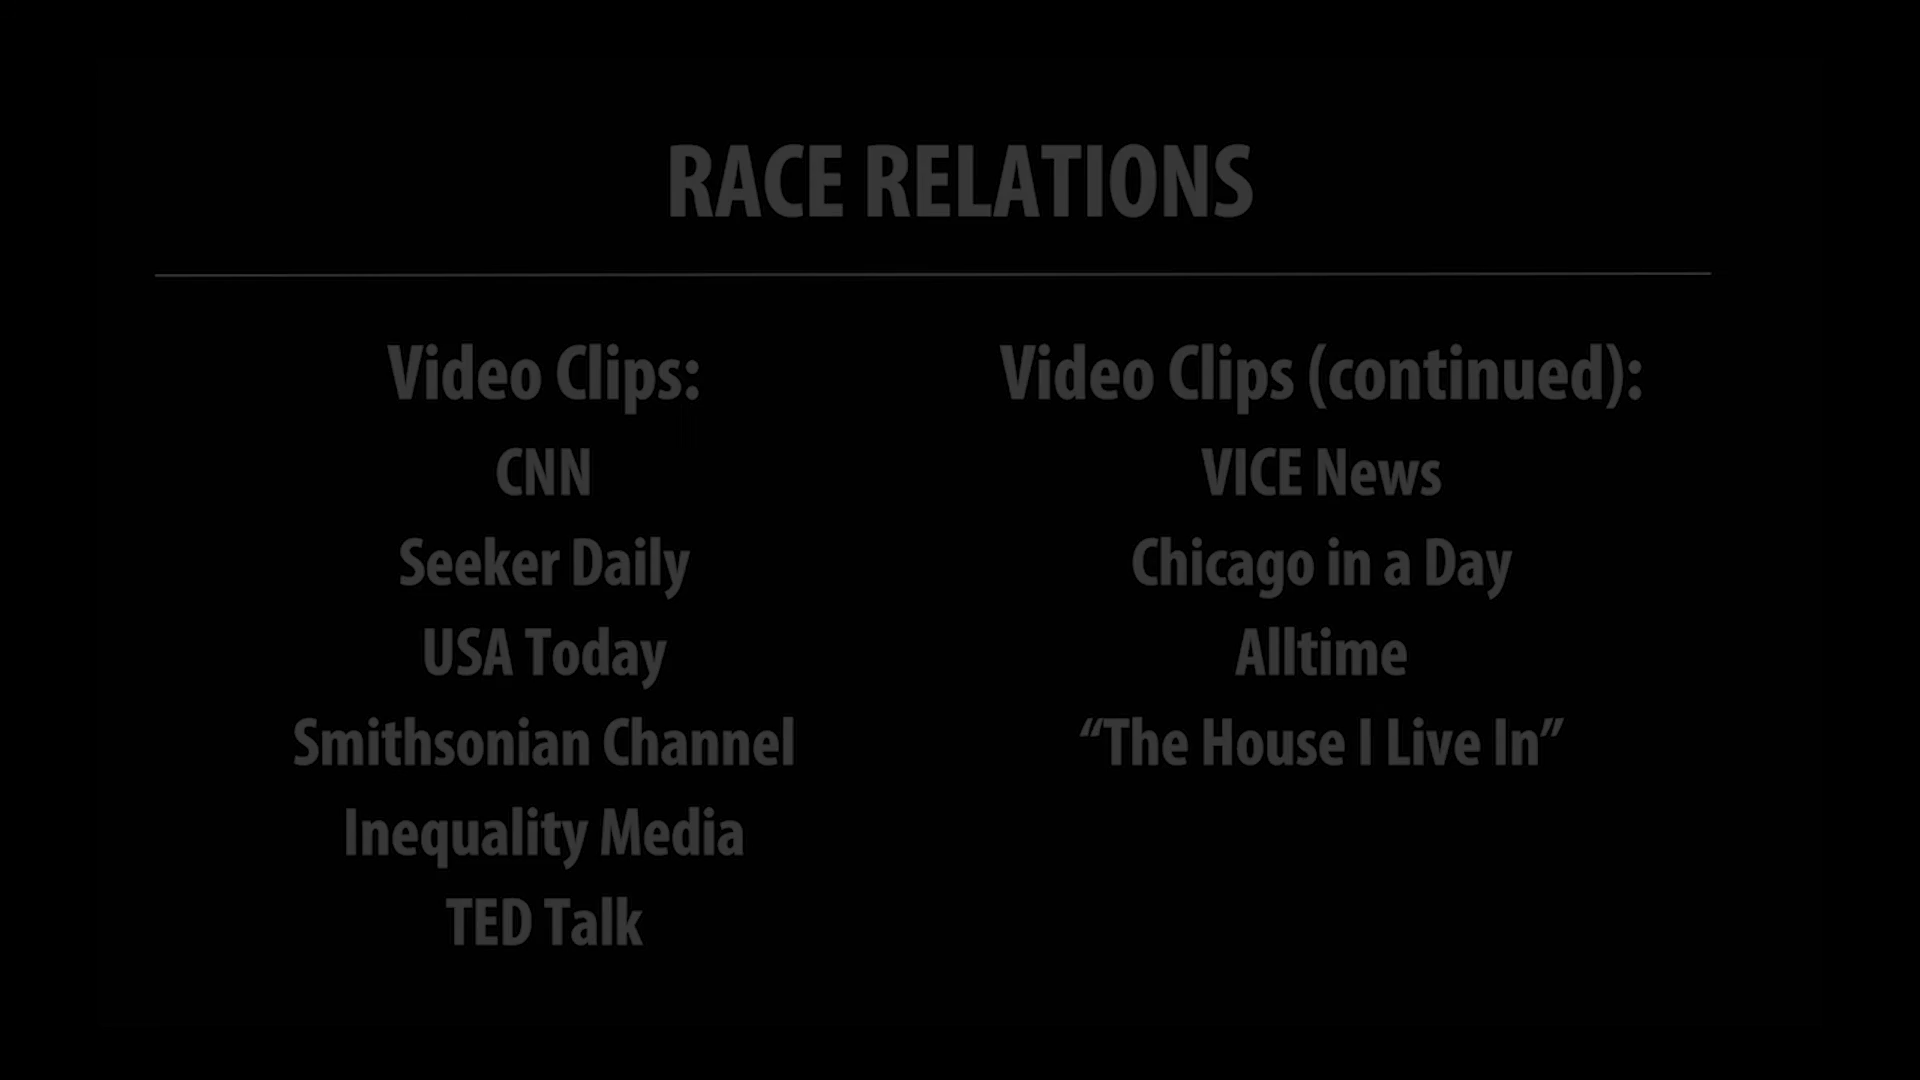 RACE RELATIONS
Video Clips:
CNN
Seeker Daily
USA Today
Smithsonian Channel
Inequality Media
TED Talk
Video Clips (continued):
VICE News
Chicago in a Day
Alltime
“The House I Live In”